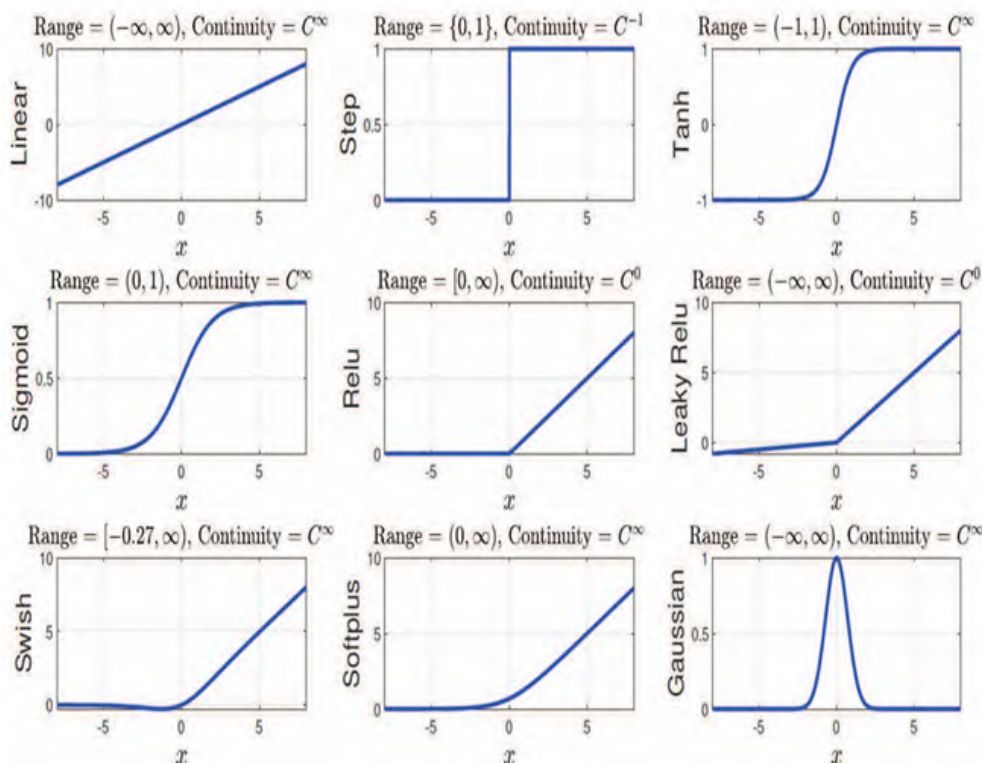 Range = (−∞, ∞), Continuity = C^∞
10
0
-10
Linear
-5 0 5
x
Range = {0, 1}, Continuity = C^−1
1
0.5
0
Step
-5 0 5
x
Range = (−1, 1), Continuity = C^∞
1
0
-1
Tanh
-5 0 5
x
Range = (0, 1), Continuity = C^∞
1
0.5
0
Sigmoid
-5 0 5
x
Range = [0, ∞), Continuity = C^0
10
5
0
Relu
-5 0 5
x
Range = (−∞, ∞), Continuity = C^0
10
5
0
Leaky Relu
-5 0 5
x
Range = [−0.27, ∞), Continuity = C^∞
10
5
0
Swish
-5 0 5
x
Range = (0, ∞), Continuity = C^∞
10
5
0
Softplus
-5 0 5
x
Range = (−∞, ∞), Continuity = C^∞
1
0.5
0
Gaussian
-5 0 5
x